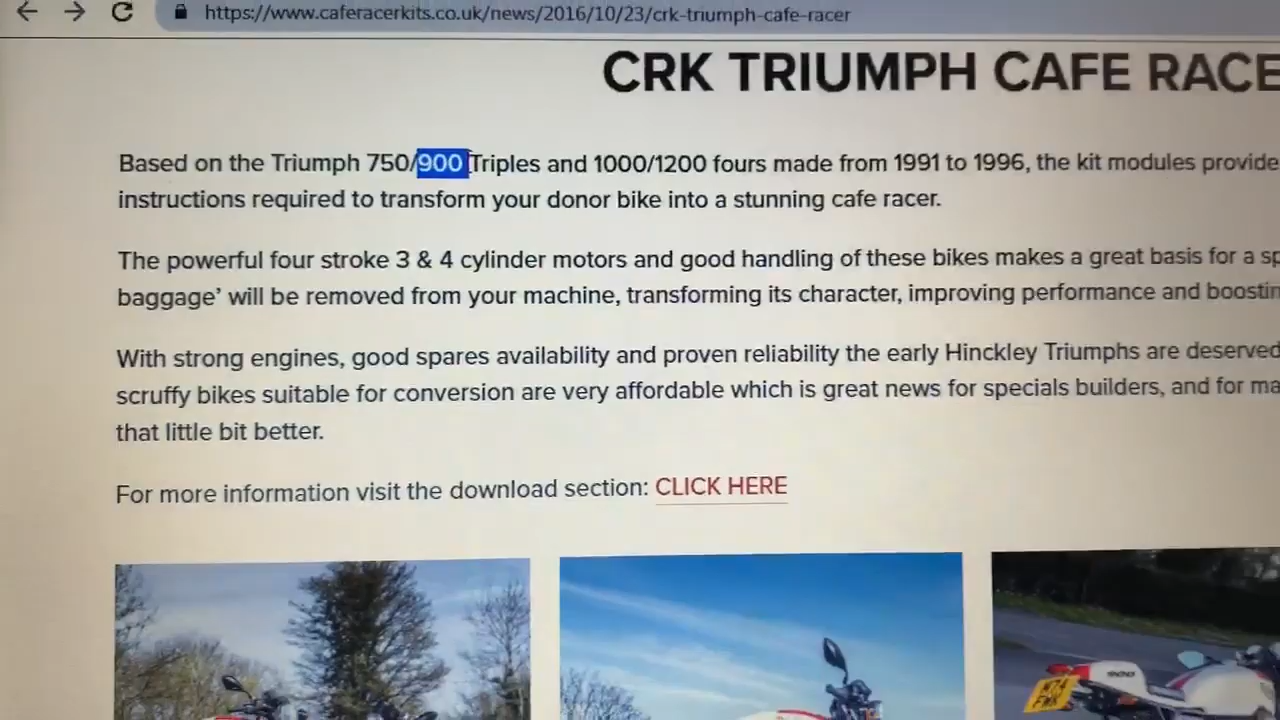 https://www.caferacerkits.co.uk/news/2016/10/23/crk-triumph-cafe-racer
CRK TRIUMPH CAFE RACE
Based on the Triumph 750/900 Triples and 1000/1200 fours made from 1991 to 1996, the kit modules provide
instructions required to transform your donor bike into a stunning cafe racer.
The powerful four stroke 3 & 4 cylinder motors and good handling of these bikes makes a great basis for a sp
baggage’ will be removed from your machine, transforming its character, improving performance and boostin
With strong engines, good spares availability and proven reliability the early Hinckley Triumphs are deserved
scruffy bikes suitable for conversion are very affordable which is great news for specials builders, and for ma
that little bit better.
For more information visit the download section: CLICK HERE